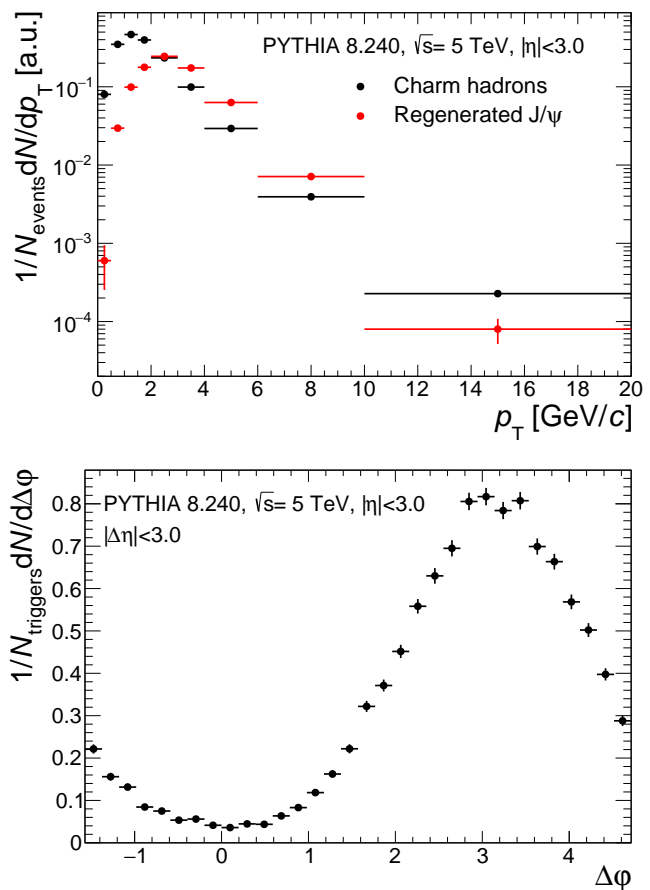 1/N_events dN/dp_T [a.u.]
PYTHIA 8.240, √s= 5 TeV, |η|<3.0
Charm hadrons
Regenerated J/ψ
10⁻¹
10⁻²
10⁻³
10⁻⁴
0 2 4 6 8 10 12 14 16 18 20
p_T [GeV/c]
1/N_triggers dN/dΔφ
PYTHIA 8.240, √s= 5 TeV, |η|<3.0
|Δη|<3.0
0.8
0.7
0.6
0.5
0.4
0.3
0.2
0.1
0
−1 0 1 2 3 4
Δφ